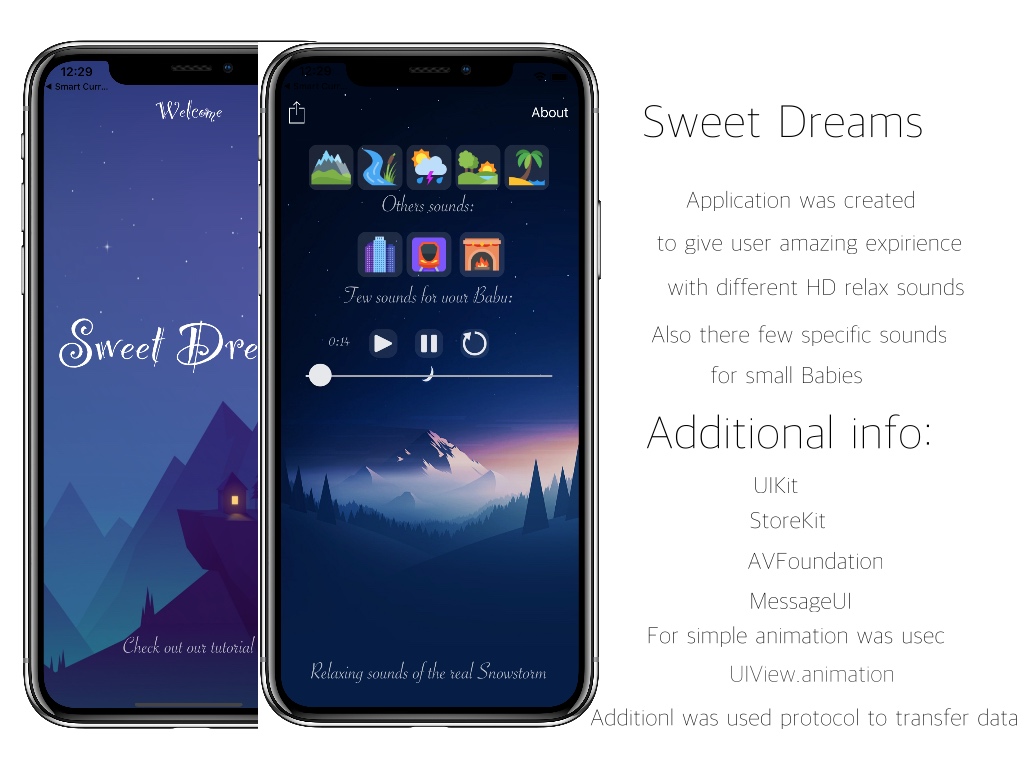 12:29
Smart Curr...
Welcome
Sweet Dre
Check out our tutorial
12:29
About
Others sounds:
Few sounds for your Baby:
0:14
Relaxing sounds of the real Snowstorm
Sweet Dreams
Application was created
to give user amazing expirience
with different HD relax sounds
Also there few specific sounds
for small Babies
Additional info:
UIKit
StoreKit
AVFoundation
MessageUI
For simple animation was usec
UIView.animation
Additionl was used protocol to transfer data